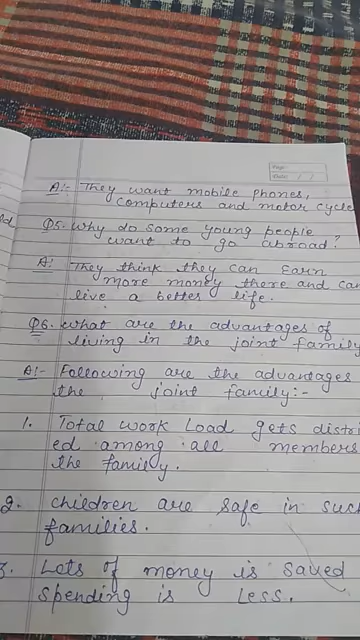 Page:
Date: / /
A:- They want mobile phones,
computers and motor cycle
Q5. Why do some young people
want to go abroad?
A:- They think they can earn
more money there and can
live a better life.
Q6. what are the advantages of
living in the joint family
A:- Following are the advantages
the joint family:-
1. Total work load gets distri
ed among all members
the family.
2. children are safe in such
families.
3. Lots of money is saved
spending is less.